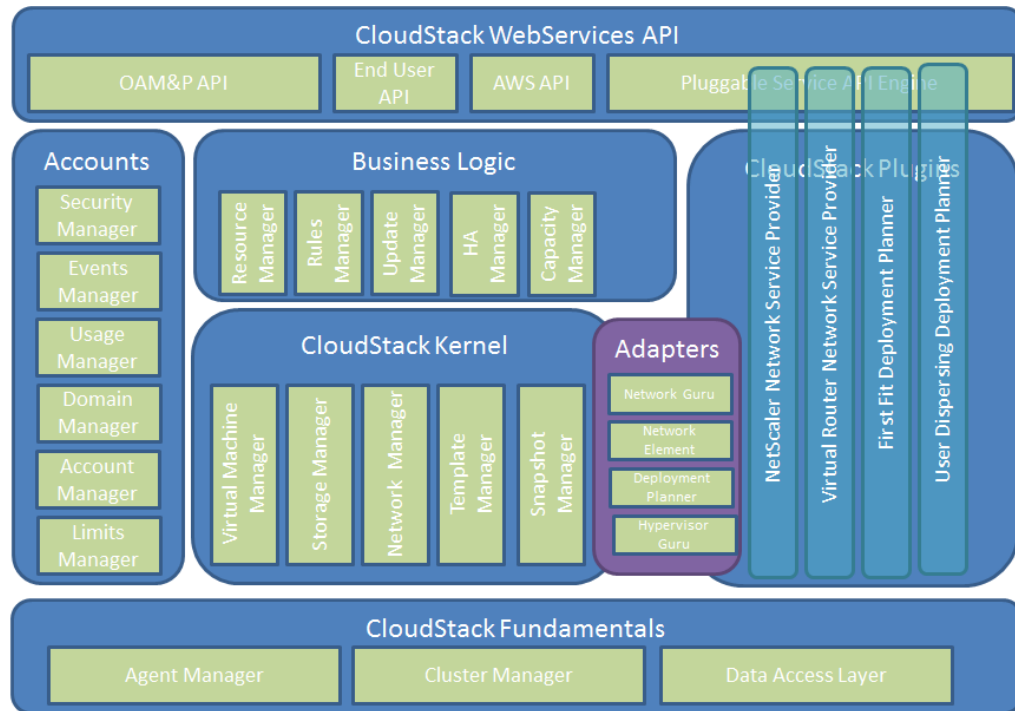 CloudStack WebServices API
OAM&P API
End User
API
AWS API
Pluggable Service API Engine
Accounts
Security
Manager
Events
Manager
Usage
Manager
Domain
Manager
Account
Manager
Limits
Manager
Business Logic
Resource
Manager
Rules
Manager
Update
Manager
HA
Manager
Capacity
Manager
CloudStack Kernel
Virtual Machine
Manager
Storage Manager
Network Manager
Template
Manager
Snapshot
Manager
Adapters
Network Guru
Network
Element
Deployment
Planner
Hypervisor
Guru
CloudStack Plugins
NetScaler Network Service Provider
Virtual Router Network Service Provider
First Fit Deployment Planner
User Dispersing Deployment Planner
CloudStack Fundamentals
Agent Manager
Cluster Manager
Data Access Layer